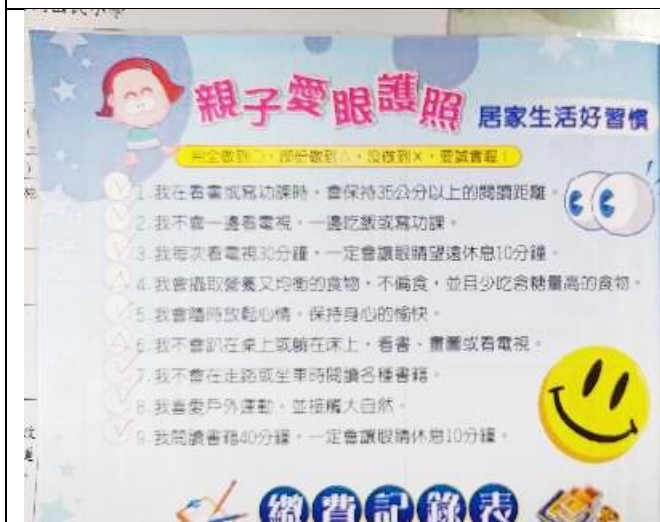 親子愛眼護照 居家生活好習慣
完全做到○，部份做到△，沒做到×，要誠實喔！
1.我在看書或寫功課時，會保持35公分以上的閱讀距離。
2.我不會一邊看電視，一邊吃飯或寫功課。
3.我每次看電視30分鐘，一定會讓眼睛望遠休息10分鐘。
4.我會攝取營養又均衡的食物，不偏食，並且少吃含糖量高的食物。
5.我會隨時放鬆心情，保持身心的愉快。
6.我不會趴在桌上或躺在床上，看書、畫圖或看電視。
7.我不會在走路或坐車時閱讀各種書籍。
8.我喜愛戶外運動，並接觸大自然。
9.我閱讀書籍40分鐘，一定會讓眼睛休息10分鐘。
繳費記錄表